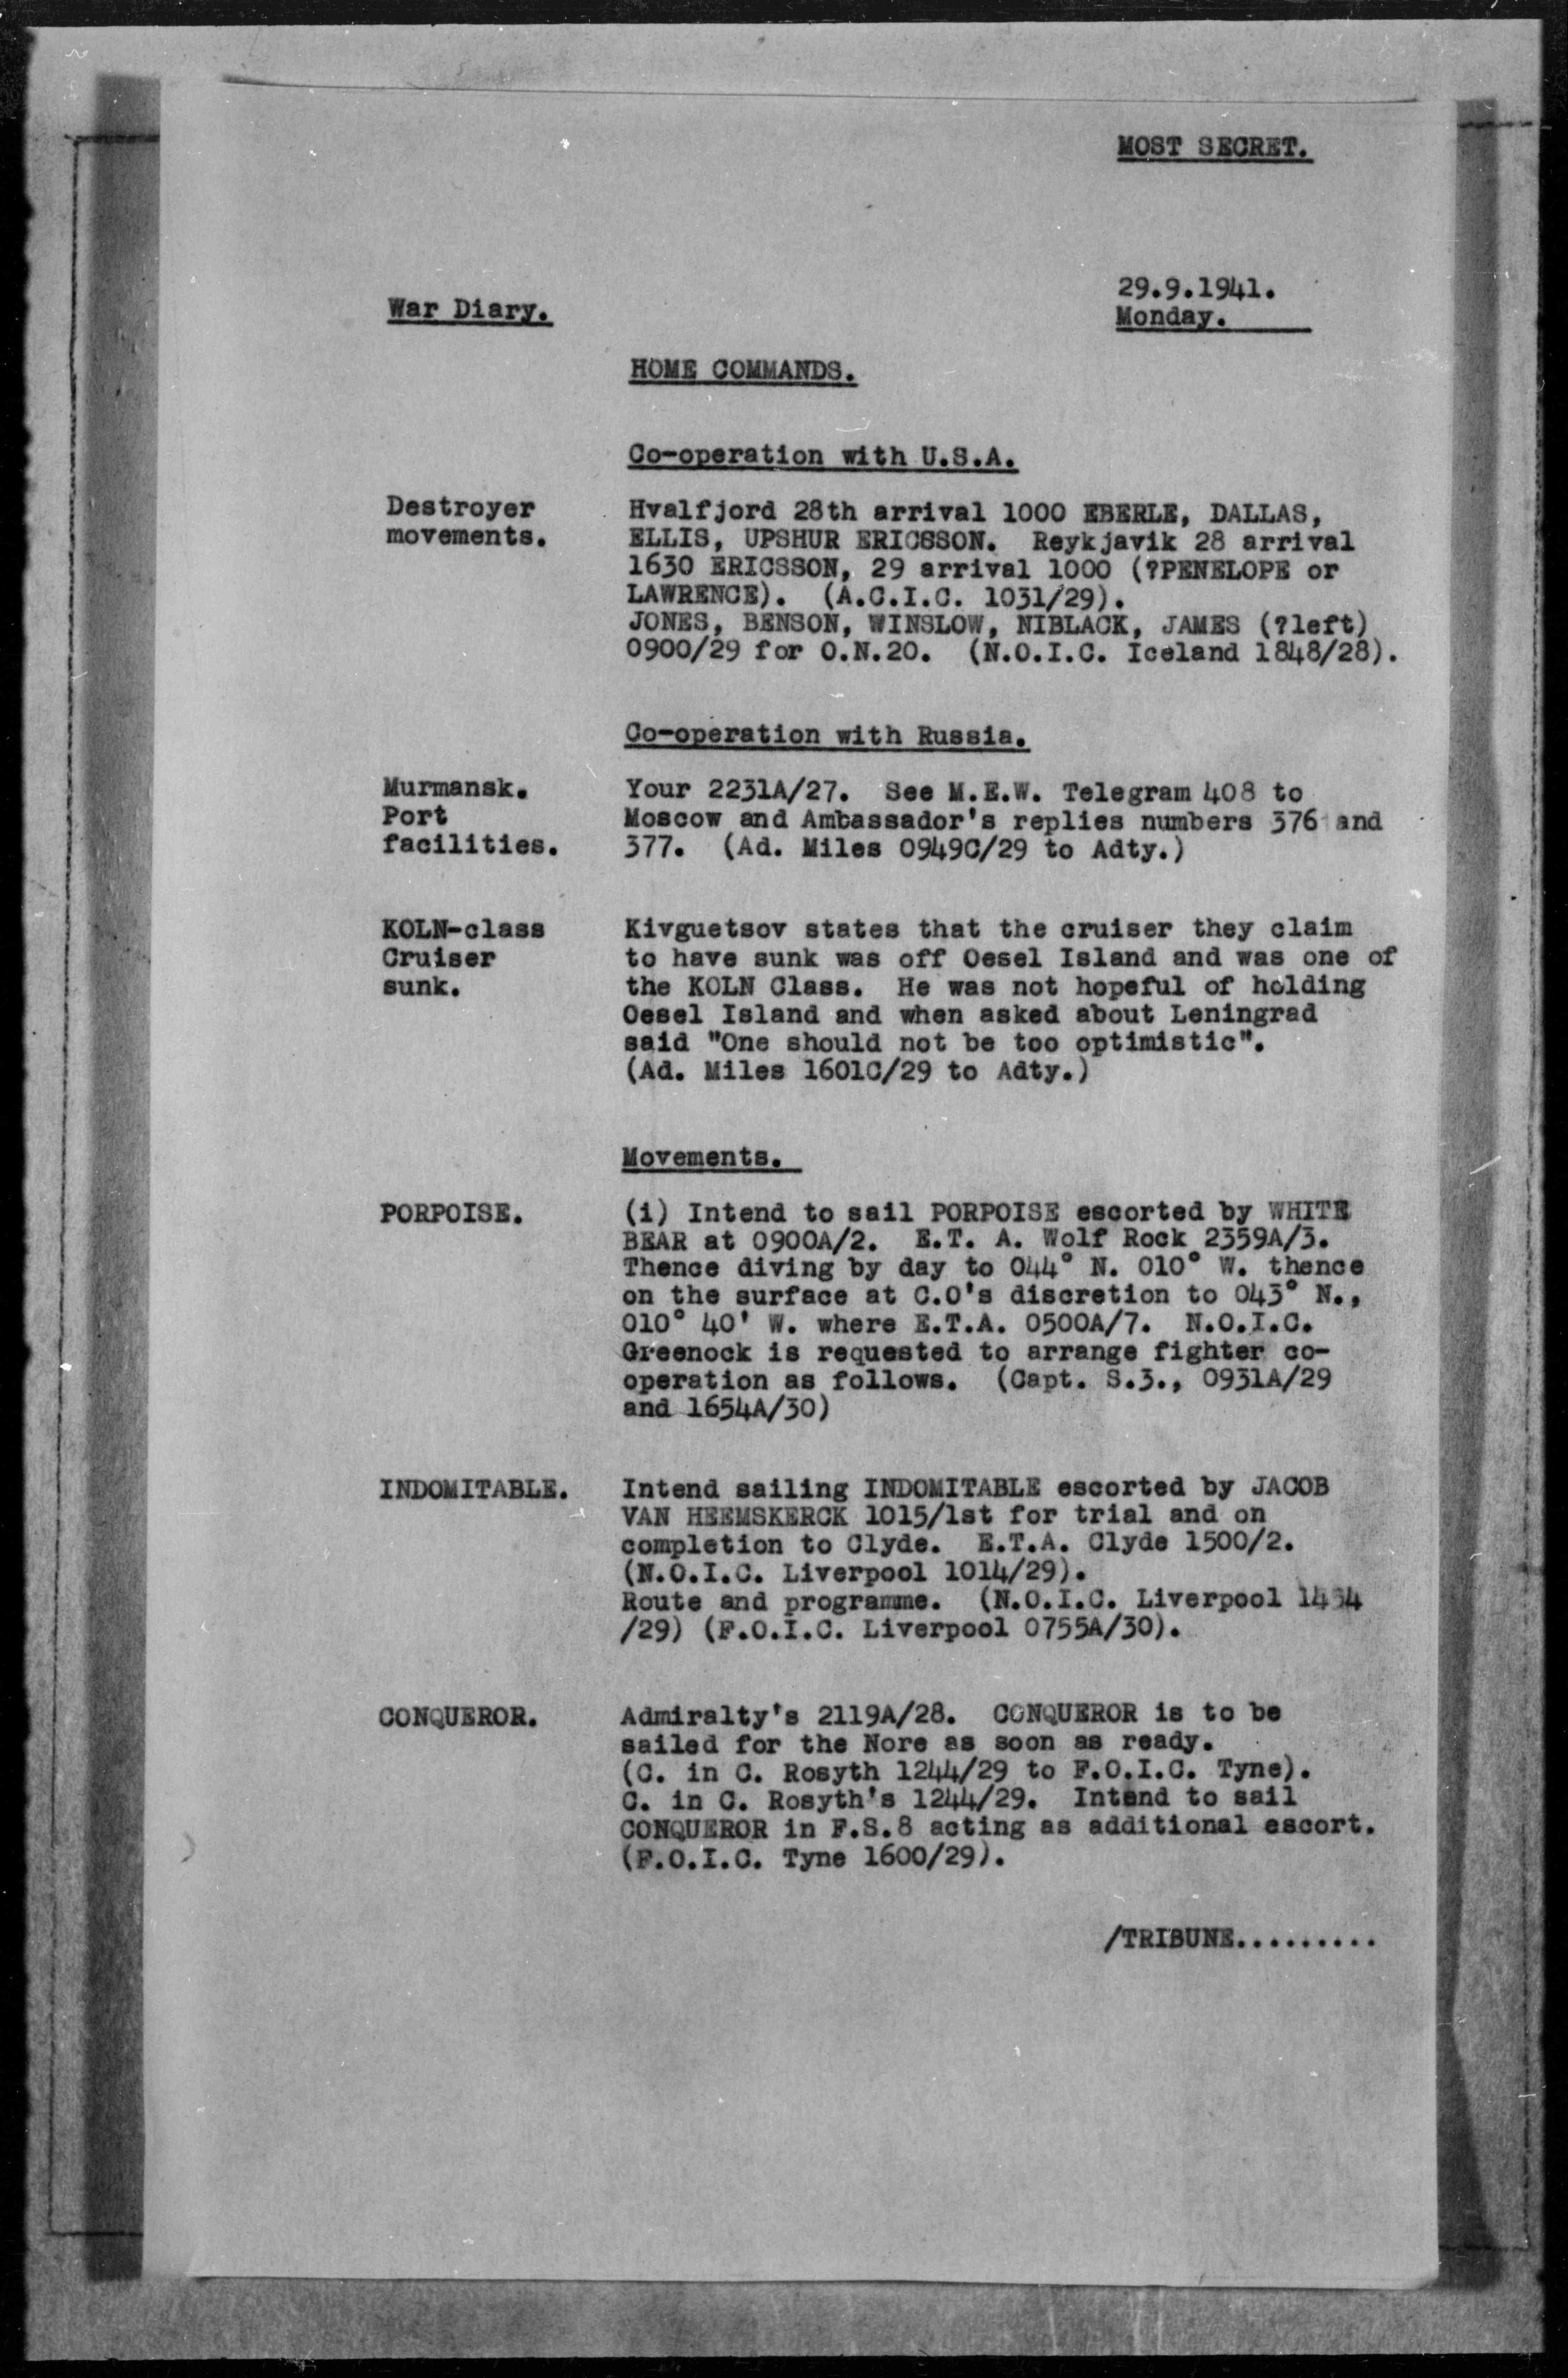 MOST SECRET.
29.9.1941.
War Diary.
Monday.
HOME COMMANDS.
Co-operation with U.S.A.
Destroyer movements.
Hvalfjord 28th arrival 1000 EBERLE, DALLAS,
ELLIS, UPSHUR ERICSSON. Reykjavik 28 arrival
1630 ERICSSON, 29 arrival 1000 (?PENELOPE or
LAWRENCE). (A.C.I.C. 1031/29).
JONES, BENSON, WINSLOW, NIBLACK, JAMES (?left)
0900/29 for O.N.20. (N.O.I.C. Iceland 1848/28).
Co-operation with Russia.
Murmansk.
Port
facilities.
Your 2231A/27. See M.E.W. Telegram 408 to
Moscow and Ambassador's replies numbers 376 and
377. (Ad. Miles 0949C/29 to Adty.)
KOLN-class
Cruiser
sunk.
Kivguetsov states that the cruiser they claim
to have sunk was off Oesel Island and was one of
the KOLN Class. He was not hopeful of holding
Oesel Island and when asked about Leningrad
said "One should not be too optimistic".
(Ad. Miles 1601C/29 to Adty.)
Movements.
PORPOISE.
(i) Intend to sail PORPOISE escorted by WHITE
BEAR at 0900A/2. E.T. A. Wolf Rock 2359A/3.
Thence diving by day to 044° N. 010° W. thence
on the surface at C.O's discretion to 043° N.,
010° 40' W. where E.T.A. 0500A/7. N.O.I.C.
Greenock is requested to arrange fighter co-
operation as follows. (Capt. S.3., 0931A/29
and 1654A/30)
INDOMITABLE.
Intend sailing INDOMITABLE escorted by JACOB
VAN HEEMSKERCK 1015/1st for trial and on
completion to Clyde. E.T.A. Clyde 1500/2.
(N.O.I.C. Liverpool 1014/29).
Route and programme. (N.O.I.C. Liverpool
/29) (F.O.I.C. Liverpool 0755A/30).
CONQUEROR.
Admiralty's 2119A/28. CONQUEROR is to be
sailed for the Nore as soon as ready.
(C. in C. Rosyth 1244/29 to F.O.I.C. Tyne).
C. in C. Rosyth's 1244/29. Intend to sail
CONQUEROR in F.S.8 acting as additional escort.
(F.O.I.C. Tyne 1600/29).
/TRIBUNE..........